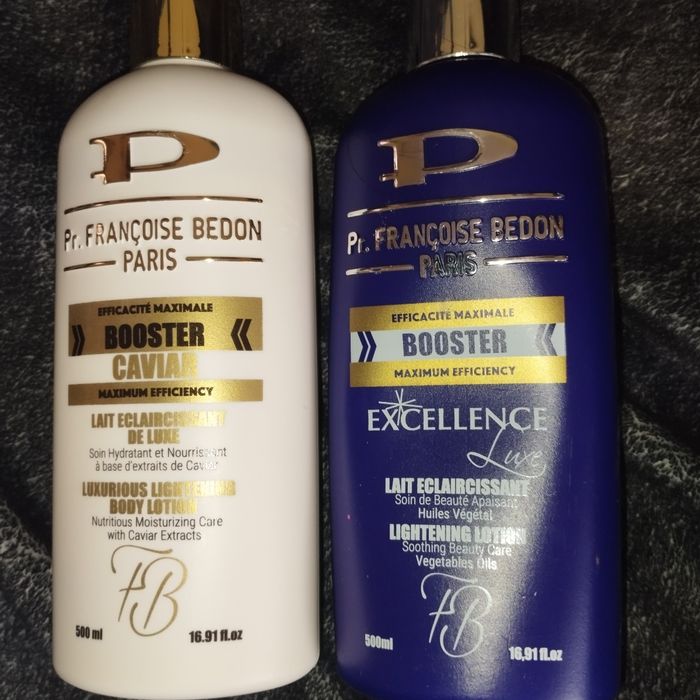 P
Pr. FRANÇOISE BEDON
PARIS
EFFICACITÉ MAXIMALE
BOOSTER
CAVIAR
MAXIMUM EFFICIENCY
LAIT ECLAIRCISSANT
DE LUXE
Soin Hydratant et Nourrissant
à base d'extraits de Caviar
LUXURIOUS LIGHTENING
BODY LOTION
Nutritious Moisturizing Care
with Caviar Extracts
FB
500 ml
16.91 fl.oz
P
Pr. FRANÇOISE BEDON
PARIS
EFFICACITÉ MAXIMALE
BOOSTER
MAXIMUM EFFICIENCY
EXCELLENCE
Luxe
LAIT ECLAIRCISSANT
Soin de Beauté Apaisant
Huiles Végétal
LIGHTENING LOTION
Soothing Beauty Care
Vegetables Oils
FB
500ml
16,91 fl.oz